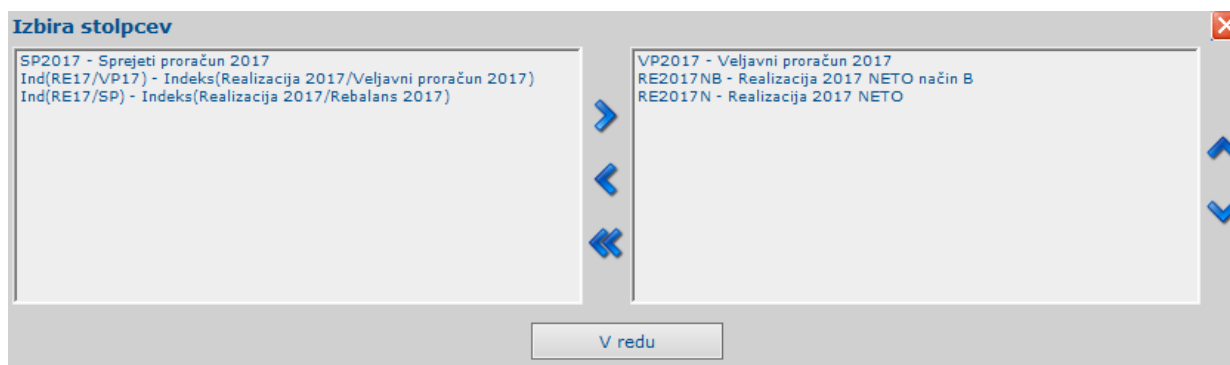 Izbira stolpcev
SP2017 - Sprejeti proračun 2017
Ind(RE17/VP17) - Indeks(Realizacija 2017/Veljavni proračun 2017)
Ind(RE17/SP) - Indeks(Realizacija 2017/Rebalans 2017)
VP2017 - Veljavni proračun 2017
RE2017NB - Realizacija 2017 NETO način B
RE2017N - Realizacija 2017 NETO
V redu